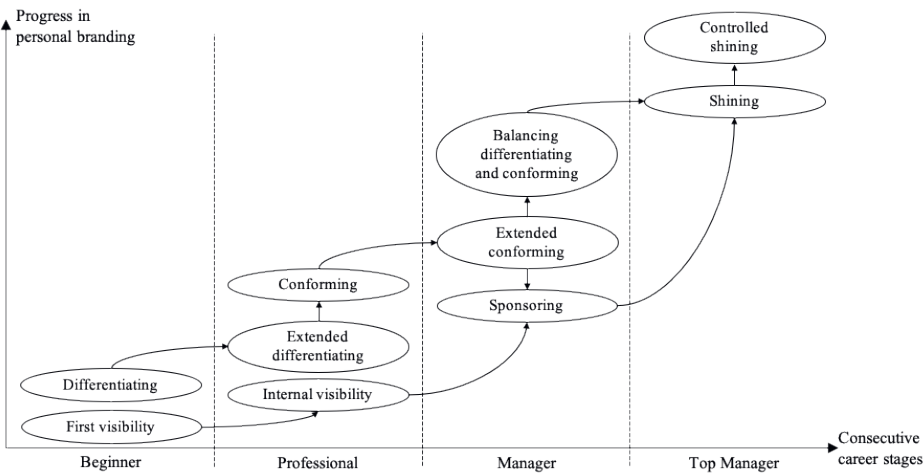 Progress in
personal branding
Controlled
shining
Shining
Balancing
differentiating
and conforming
Extended
conforming
Sponsoring
Conforming
Extended
differentiating
Internal visibility
Differentiating
First visibility
Beginner
Professional
Manager
Top Manager
Consecutive
career stages